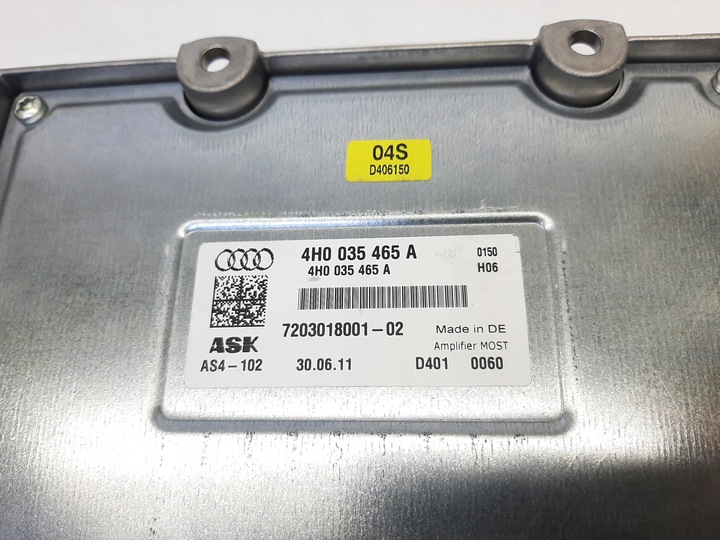 04S
D406150
4H0 035 465 A
0150
4H0 035 465 A
H06
7203018001-02
Made in DE
ASK
Amplifier MOST
AS4-102
30.06.11
D401 0060